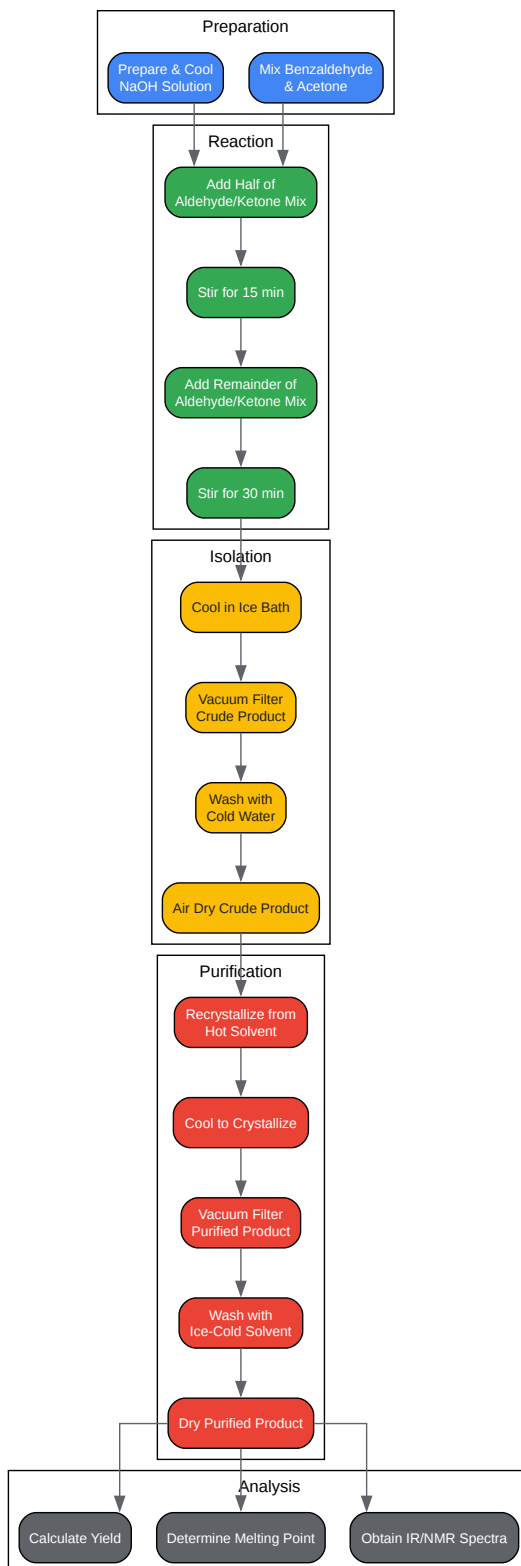 Preparation
Prepare & Cool
NaOH Solution
Mix Benzaldehyde
& Acetone
Reaction
Add Half of
Aldehyde/Ketone Mix
Stir for 15 min
Add Remainder of
Aldehyde/Ketone Mix
Stir for 30 min
Isolation
Cool in Ice Bath
Vacuum Filter
Crude Product
Wash with
Cold Water
Air Dry Crude Product
Purification
Recrystallize from
Hot Solvent
Cool to Crystallize
Vacuum Filter
Purified Product
Wash with
Ice-Cold Solvent
Dry Purified Product
Analysis
Calculate Yield
Determine Melting Point
Obtain IR/NMR Spectra